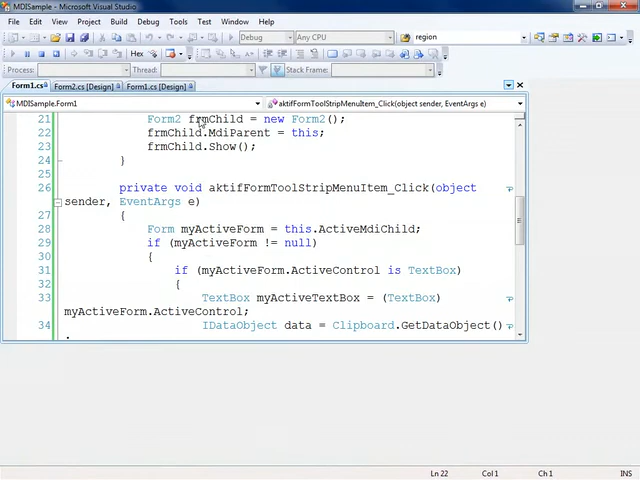 MDISample - Microsoft Visual Studio
File Edit View Project Build Debug Tools Test Window Help
Debug Any CPU region
Hex
Process: Thread: Stack Frame:
Form1.cs Form2.cs [Design] Form1.cs [Design]
MDISample.Form1 aktifFormToolStripMenuItem_Click(object sender, EventArgs e)
21 Form2 frmChild = new Form2();
22 frmChild.MdiParent = this;
23 frmChild.Show();
24 }
25
26 private void aktifFormToolStripMenuItem_Click(object
sender, EventArgs e)
27 {
28 Form myActiveForm = this.ActiveMdiChild;
29 if (myActiveForm != null)
30 {
31 if (myActiveForm.ActiveControl is TextBox)
32 {
33 TextBox myActiveTextBox = (TextBox)
myActiveForm.ActiveControl;
34 IDataObject data = Clipboard.GetDataObject()
Ln 22 Col 1 Ch 1 INS